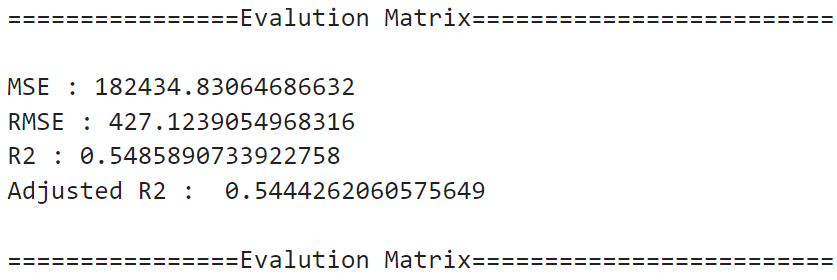 ================Evalution Matrix=========================
MSE : 182434.83064686632
RMSE : 427.1239054968316
R2 : 0.5485890733922758
Adjusted R2 :  0.5444262060575649
================Evalution Matrix=========================